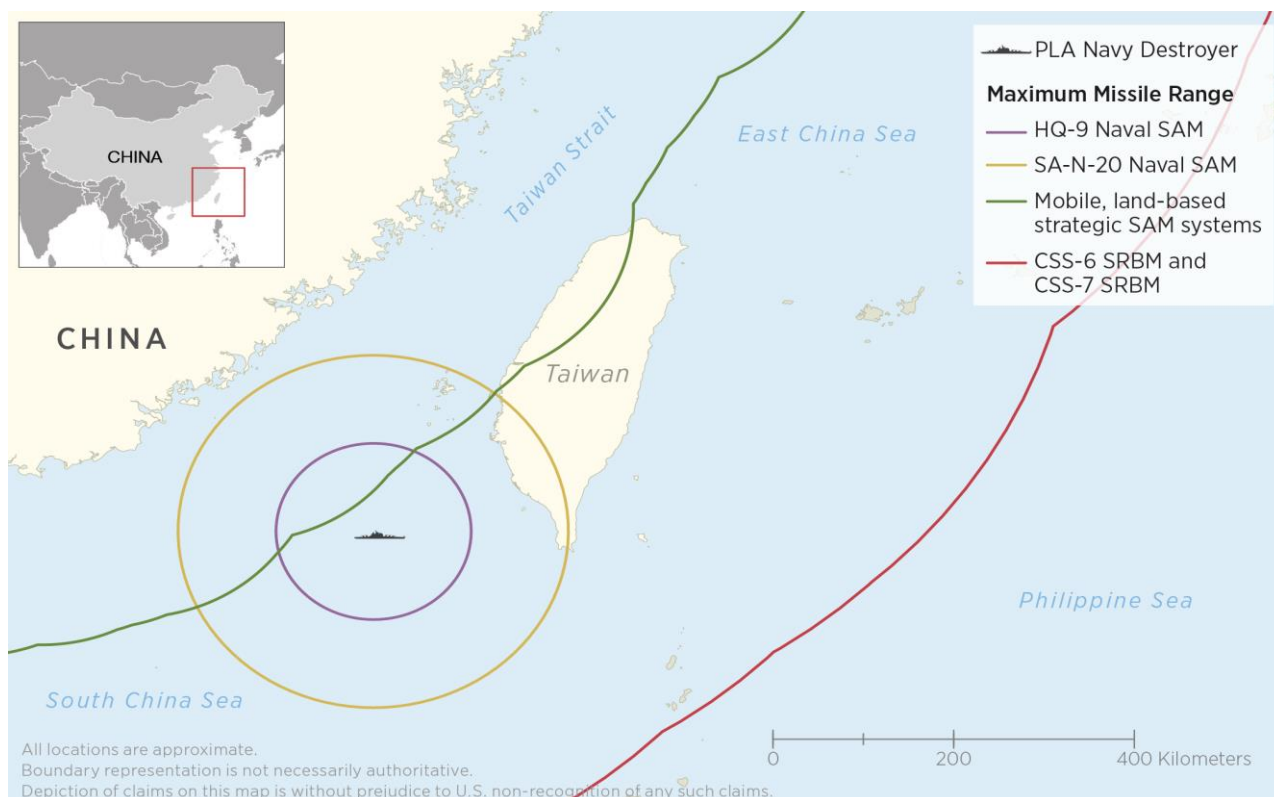 CHINA
Taiwan Strait
East China Sea
PLA Navy Destroyer
Maximum Missile Range
HQ-9 Naval SAM
SA-N-20 Naval SAM
Mobile, land-based
strategic SAM systems
CSS-6 SRBM and
CSS-7 SRBM
CHINA
Taiwan
Philippine Sea
South China Sea
0
200
400 Kilometers
All locations are approximate.
Boundary representation is not necessarily authoritative.
Depiction of claims on this map is without prejudice to U.S. non-recognition of any such claims.